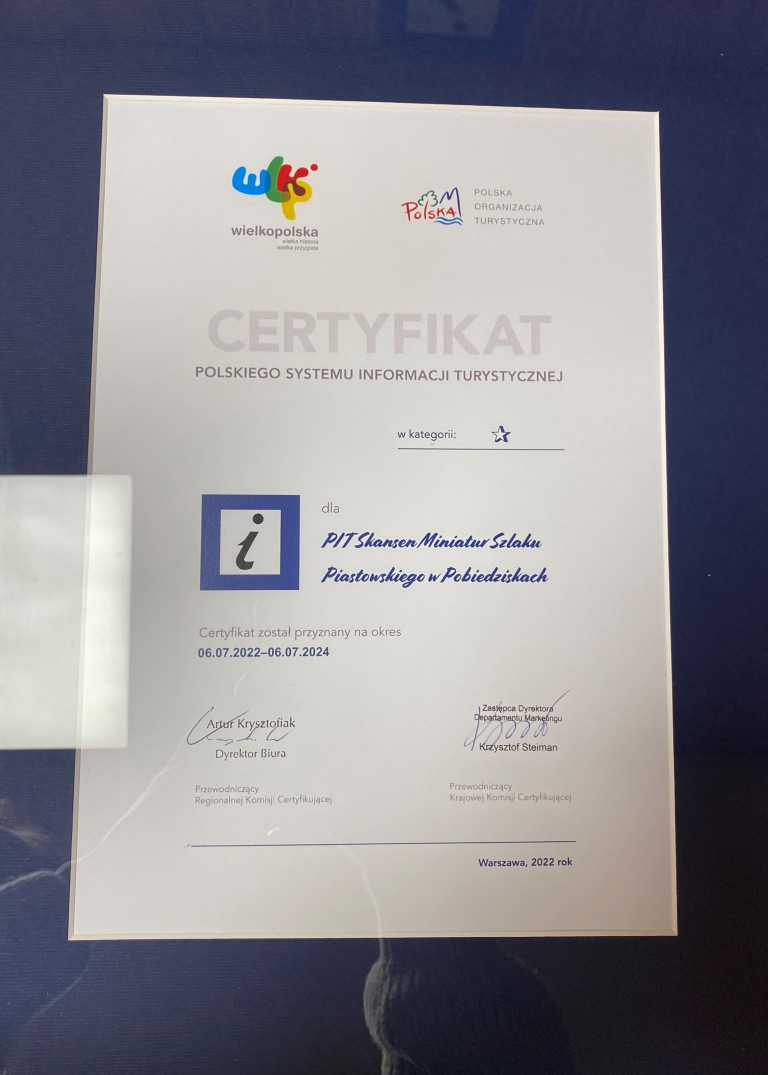 wlkp
wielkopolska
wielka historia
wielka przygoda
POLSKA
POLSKA
ORGANIZACJA
TURYSTYCZNA
CERTYFIKAT
POLSKIEGO SYSTEMU INFORMACJI TURYSTYCZNEJ
w kategorii:
i
dla
PIT Skansen Miniatur Szlaku
Piastowskiego w Pobiedziskach
Certyfikat został przyznany na okres
06.07.2022–06.07.2024
Artur Krysztofiak
Dyrektor Biura
Przewodniczący
Regionalnej Komisji Certyfikującej
Zastępca Dyrektora
Departamentu Marketingu
Krzysztof Steiman
Przewodniczący
Krajowej Komisji Certyfikującej
Warszawa, 2022 rok